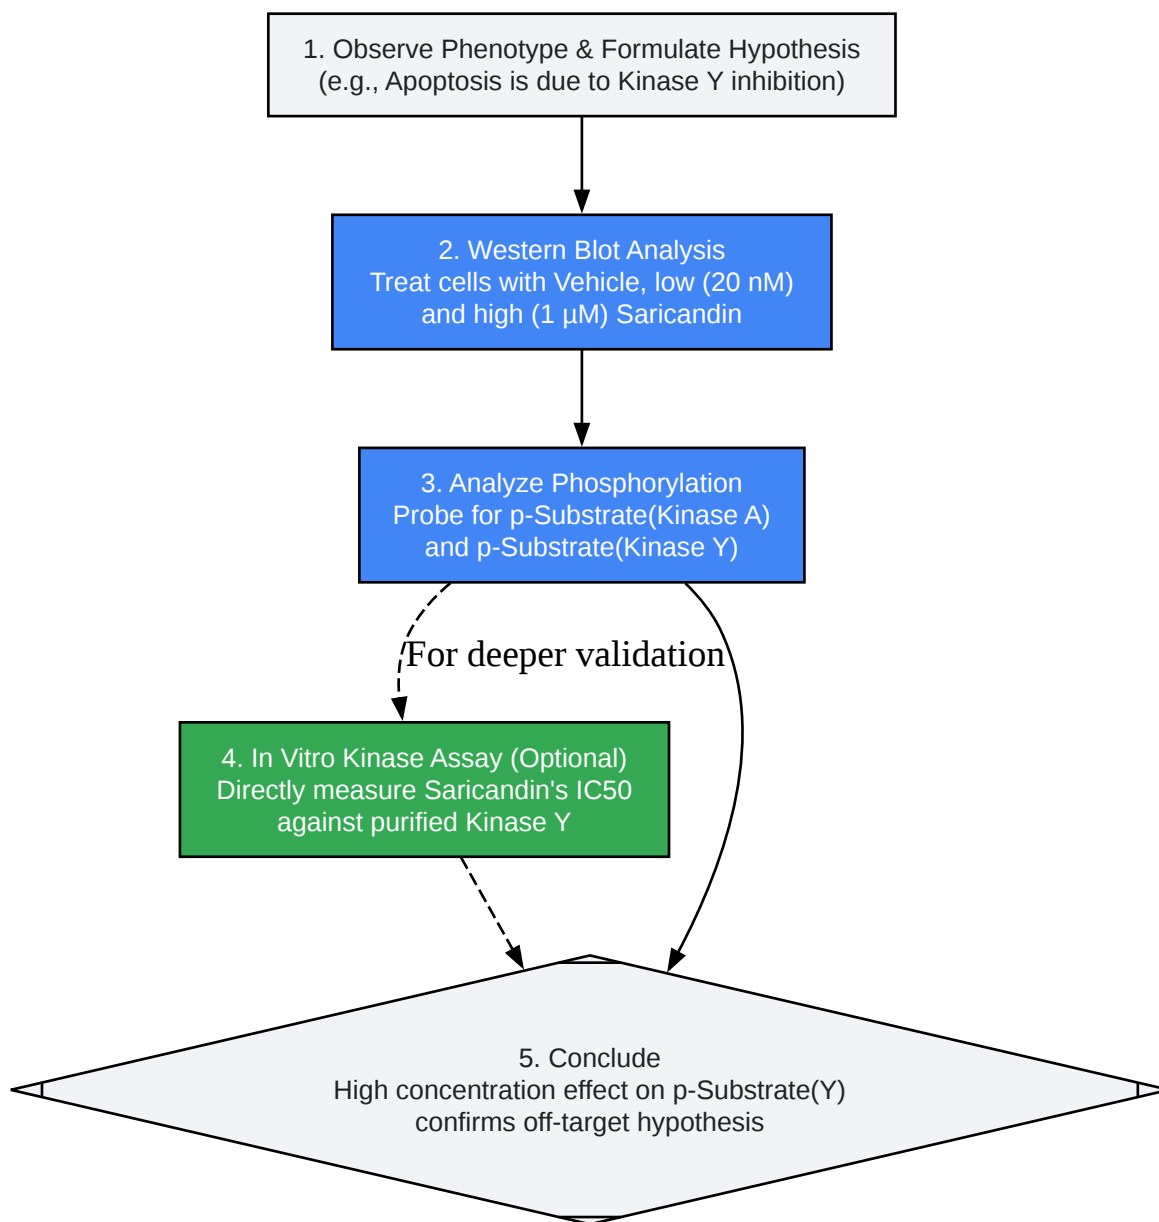 1. Observe Phenotype & Formulate Hypothesis
(e.g., Apoptosis is due to Kinase Y inhibition)
2. Western Blot Analysis
Treat cells with Vehicle, low (20 nM)
and high (1 µM) Saricandin
3. Analyze Phosphorylation
Probe for p-Substrate(Kinase A)
and p-Substrate(Kinase Y)
For deeper validation
4. In Vitro Kinase Assay (Optional)
Directly measure Saricandin's IC50
against purified Kinase Y
5. Conclude
High concentration effect on p-Substrate(Y)
confirms off-target hypothesis